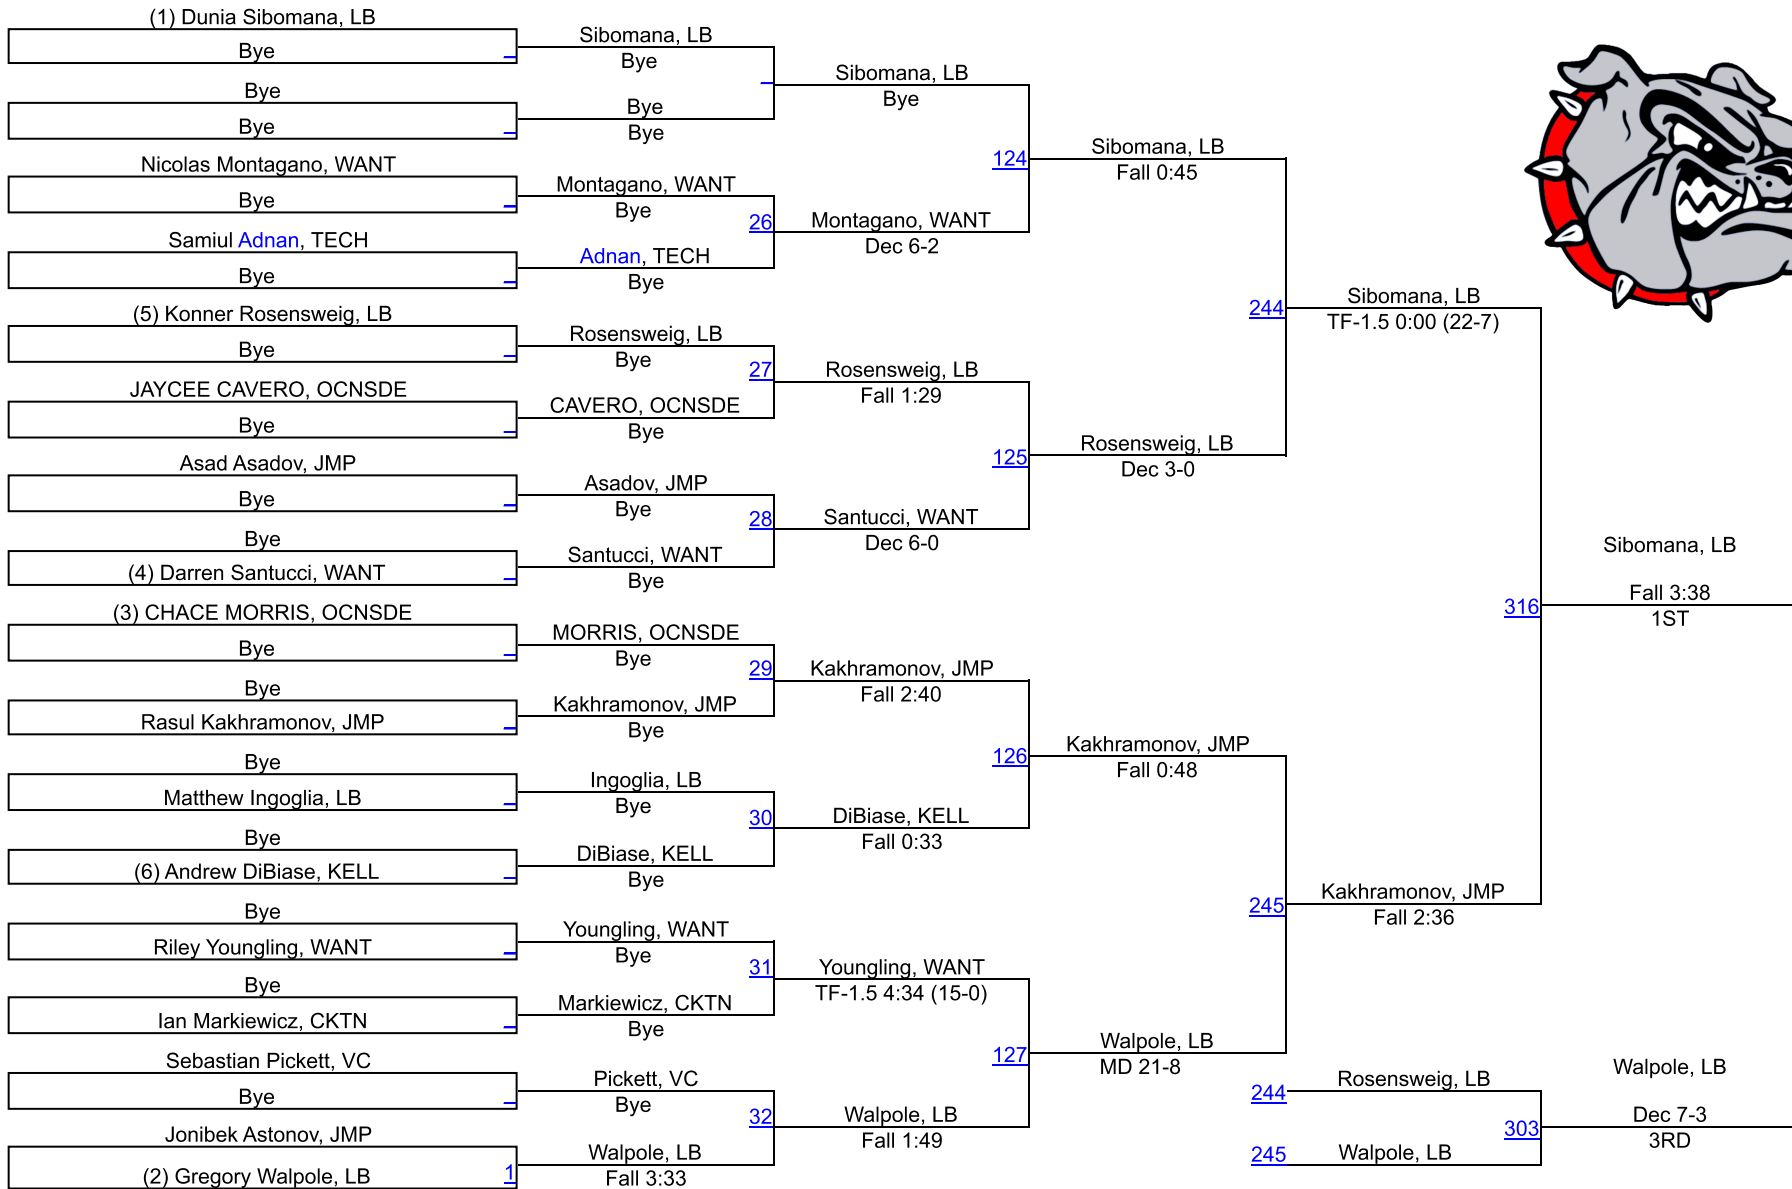 (1) Dunia Sibomana, LB
Bye
Bye
Bye
Nicolas Montagano, WANT
Bye
Samiul Adnan, TECH
Bye
(5) Konner Rosensweig, LB
Bye
JAYCEE CAVERO, OCNSDE
Bye
Asad Asadov, JMP
Bye
Bye
(4) Darren Santucci, WANT
(3) CHACE MORRIS, OCNSDE
Bye
Bye
Rasul Kakhramonov, JMP
Bye
Matthew Ingoglia, LB
Bye
(6) Andrew DiBiase, KELL
Bye
Riley Youngling, WANT
Bye
Ian Markiewicz, CKTN
Sebastian Pickett, VC
Bye
Jonibek Astonov, JMP
(2) Gregory Walpole, LB
1
Sibomana, LB
Bye
Bye
Bye
Montagano, WANT
Bye
26
Adnan, TECH
Bye
Rosensweig, LB
Bye
27
CAVERO, OCNSDE
Bye
Asadov, JMP
Bye
28
Santucci, WANT
Bye
MORRIS, OCNSDE
Bye
29
Kakhramonov, JMP
Bye
Ingoglia, LB
Bye
30
DiBiase, KELL
Bye
Youngling, WANT
Bye
31
Markiewicz, CKTN
Bye
Pickett, VC
Bye
32
Walpole, LB
Fall 3:33
Sibomana, LB
Bye
124
Montagano, WANT
Dec 6-2
Rosensweig, LB
Fall 1:29
125
Santucci, WANT
Dec 6-0
Kakhramonov, JMP
Fall 2:40
126
DiBiase, KELL
Fall 0:33
Youngling, WANT
TF-1.5 4:34 (15-0)
127
Walpole, LB
Fall 1:49
Sibomana, LB
Fall 0:45
244
Rosensweig, LB
Dec 3-0
Kakhramonov, JMP
Fall 0:48
245
Walpole, LB
MD 21-8
Sibomana, LB
TF-1.5 0:00 (22-7)
316
Kakhramonov, JMP
Fall 2:36
Sibomana, LB
Fall 3:38
1ST
244
Rosensweig, LB
303
245
Walpole, LB
Walpole, LB
Dec 7-3
3RD